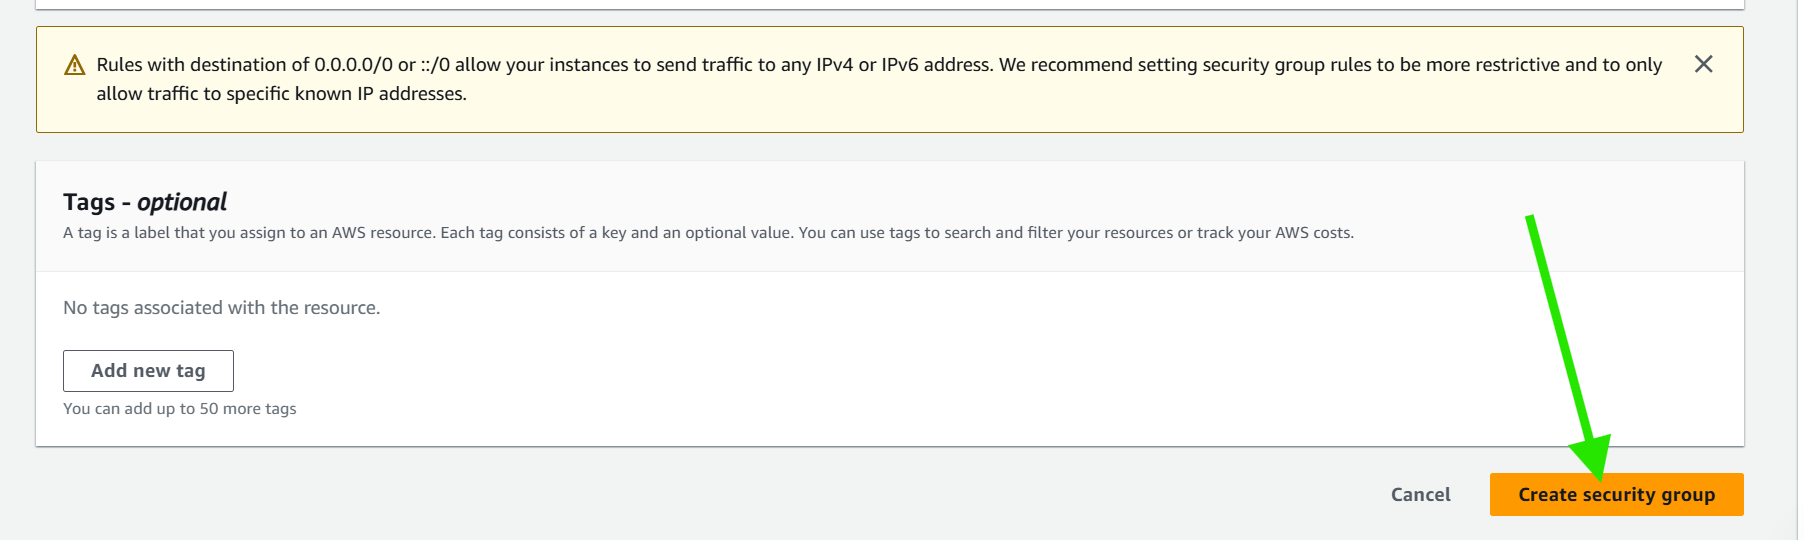 Rules with destination of 0.0.0.0/0 or ::/0 allow your instances to send traffic to any IPv4 or IPv6 address. We recommend setting security group rules to be more restrictive and to only
allow traffic to specific known IP addresses.
Tags - optional
A tag is a label that you assign to an AWS resource. Each tag consists of a key and an optional value. You can use tags to search and filter your resources or track your AWS costs.
No tags associated with the resource.
Add new tag
You can add up to 50 more tags
Cancel
Create security group